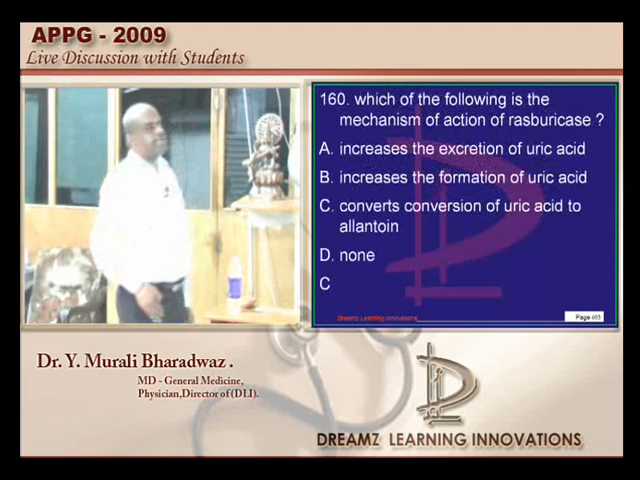 APPG - 2009
Live Discussion with Students
160. which of the following is the
mechanism of action of rasburicase ?
A. increases the excretion of uric acid
B. increases the formation of uric acid
C. converts conversion of uric acid to
allantoin
D. none
C
Dreamz Learning Innovations
Page 603
Dr. Y. Murali Bharadwaz .
MD - General Medicine,
Physician,Director of (DLI).
DREAMZ LEARNING INNOVATIONS